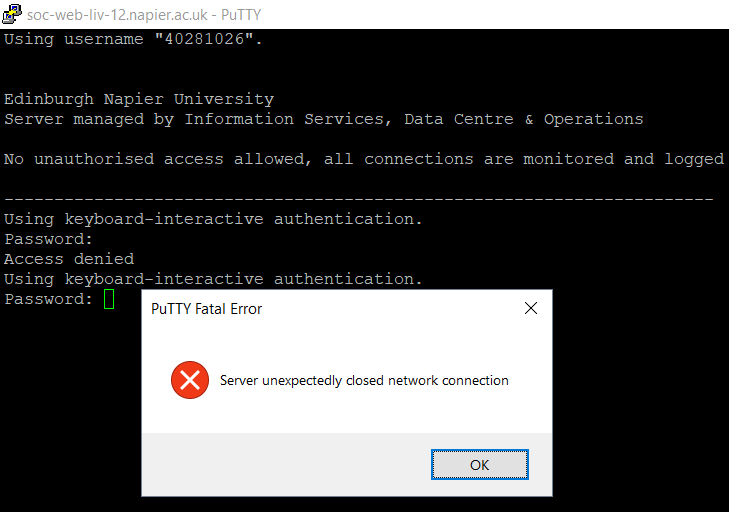 soc-web-liv-12.napier.ac.uk - PuTTY
Using username "40281026".
Edinburgh Napier University
Server managed by Information Services, Data Centre & Operations
No unauthorised access allowed, all connections are monitored and logged
-----------------------------------------------------------------------
Using keyboard-interactive authentication.
Password:
Access denied
Using keyboard-interactive authentication.
Password:
PuTTY Fatal Error
Server unexpectedly closed network connection
OK